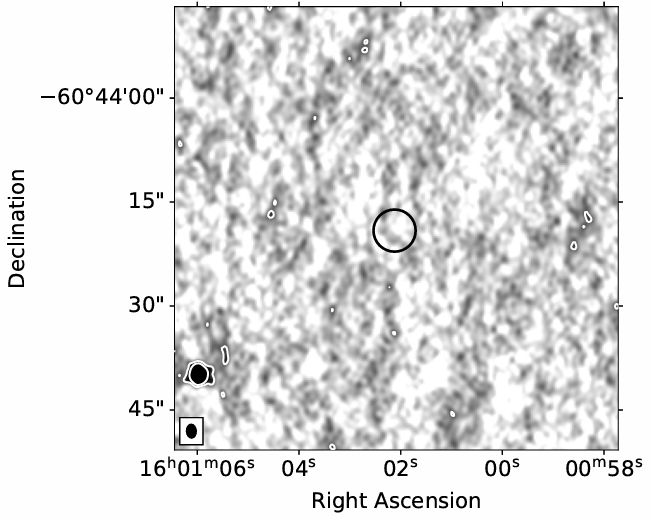 −60°44'00"
15"
30"
45"
Declination
16ʰ01ᵐ06ˢ 04ˢ 02ˢ 00ˢ 00ᵐ58ˢ
Right Ascension